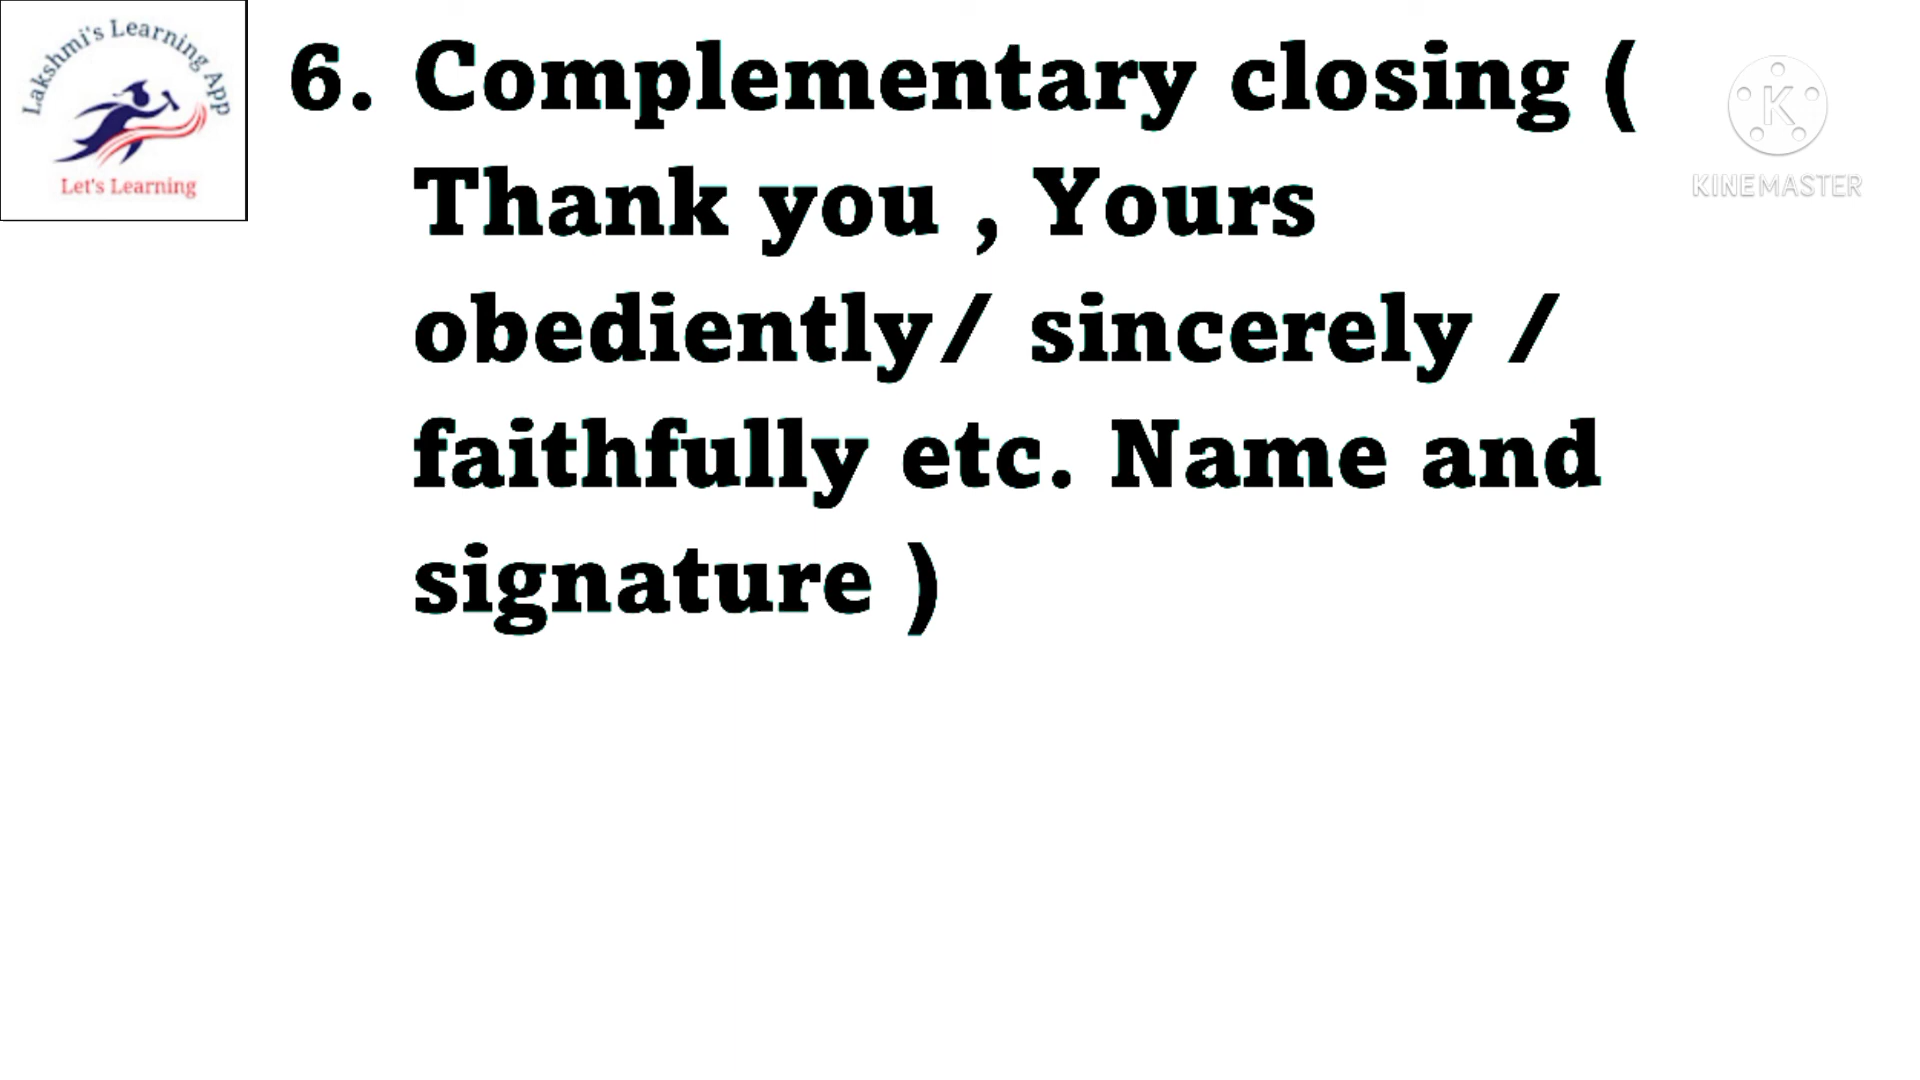 Lakshmi's Learning App
Let's Learning
6. Complementary closing (
Thank you , Yours
obediently/ sincerely /
faithfully etc. Name and
signature )
K
KINEMASTER